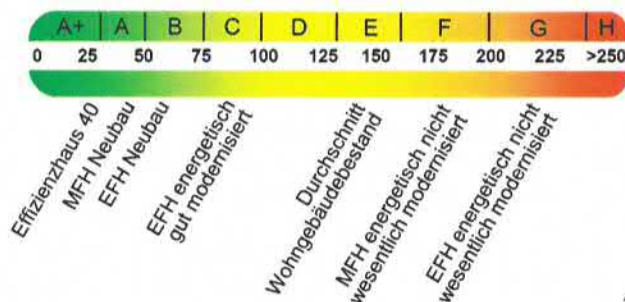 A+ A B C D E F G H
0 25 50 75 100 125 150 175 200 225 >250
Effizienzhaus 40
MFH Neubau
EFH Neubau
EFH energetisch
gut modernisiert
Durchschnitt
Wohngebäudebestand
MFH energetisch nicht
wesentlich modernisiert
EFH energetisch nicht
wesentlich modernisiert